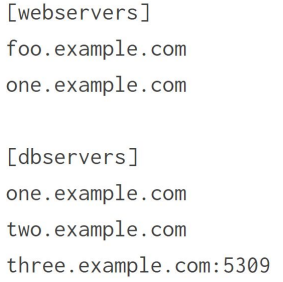 [webservers]
foo.example.com
one.example.com

[dbservers]
one.example.com
two.example.com
three.example.com:5309